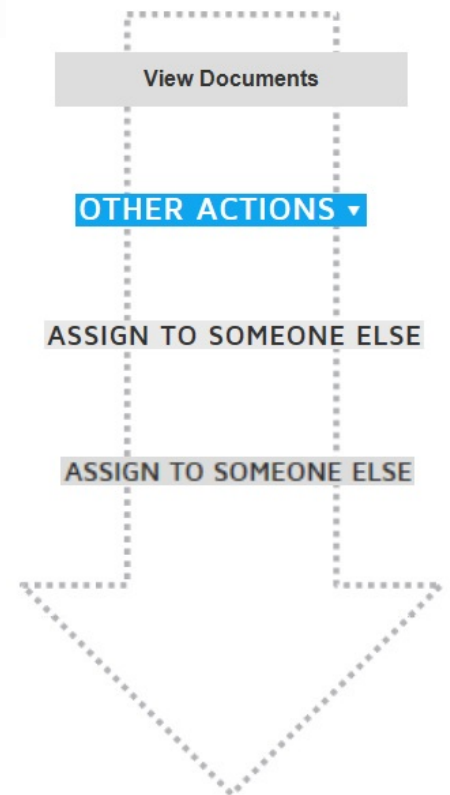 View Documents
OTHER ACTIONS ▾
ASSIGN TO SOMEONE ELSE
ASSIGN TO SOMEONE ELSE